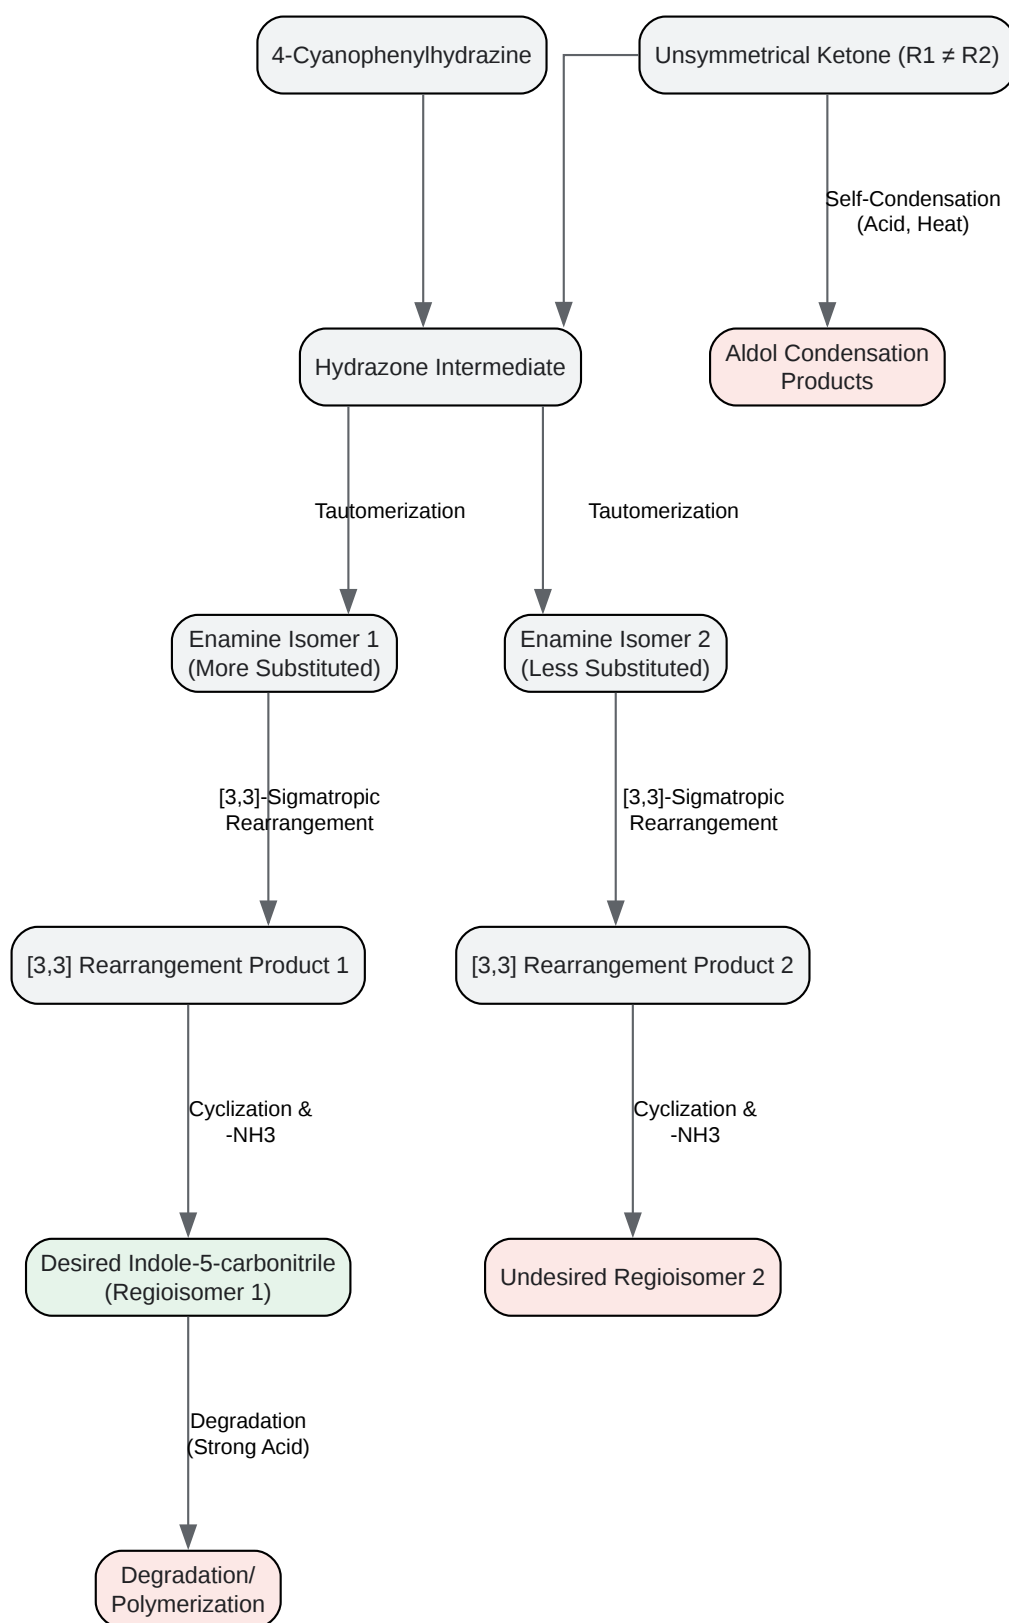 4-Cyanophenylhydrazine
Unsymmetrical Ketone (R1 ≠ R2)
Self-Condensation
(Acid, Heat)
Hydrazone Intermediate
Aldol Condensation
Products
Tautomerization
Tautomerization
Enamine Isomer 1
(More Substituted)
Enamine Isomer 2
(Less Substituted)
[3,3]-Sigmatropic
Rearrangement
[3,3]-Sigmatropic
Rearrangement
[3,3] Rearrangement Product 1
[3,3] Rearrangement Product 2
Cyclization &
-NH3
Cyclization &
-NH3
Desired Indole-5-carbonitrile
(Regioisomer 1)
Undesired Regioisomer 2
Degradation
(Strong Acid)
Degradation/
Polymerization